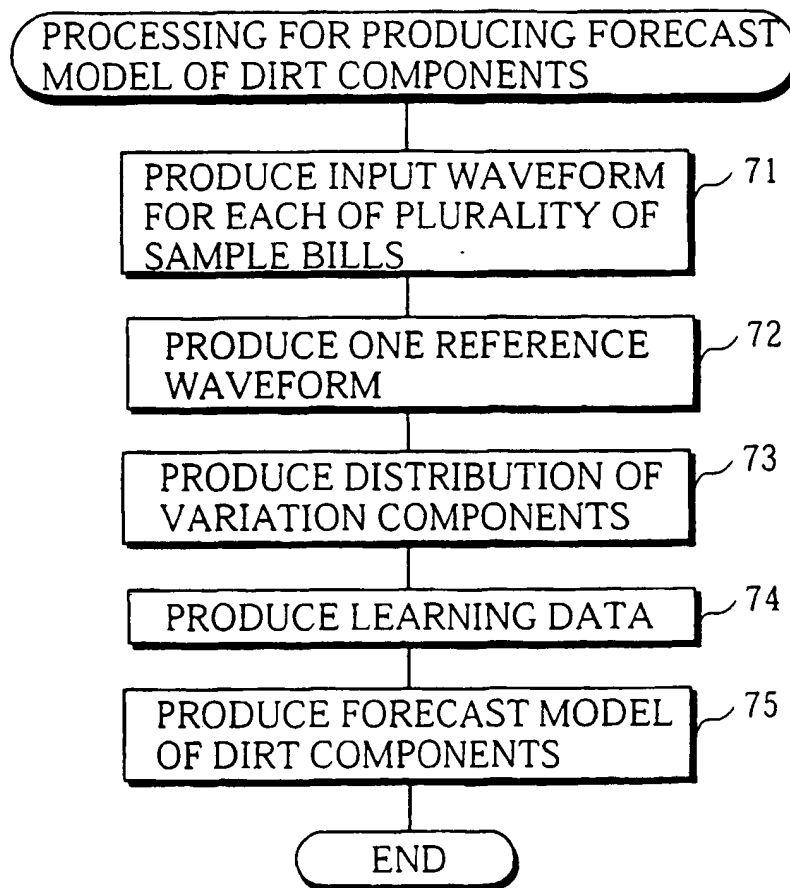 PROCESSING FOR PRODUCING FORECAST
MODEL OF DIRT COMPONENTS
PRODUCE INPUT WAVEFORM
FOR EACH OF PLURALITY OF
SAMPLE BILLS
71
PRODUCE ONE REFERENCE
WAVEFORM
72
PRODUCE DISTRIBUTION OF
VARIATION COMPONENTS
73
PRODUCE LEARNING DATA
74
PRODUCE FORECAST MODEL
OF DIRT COMPONENTS
75
END